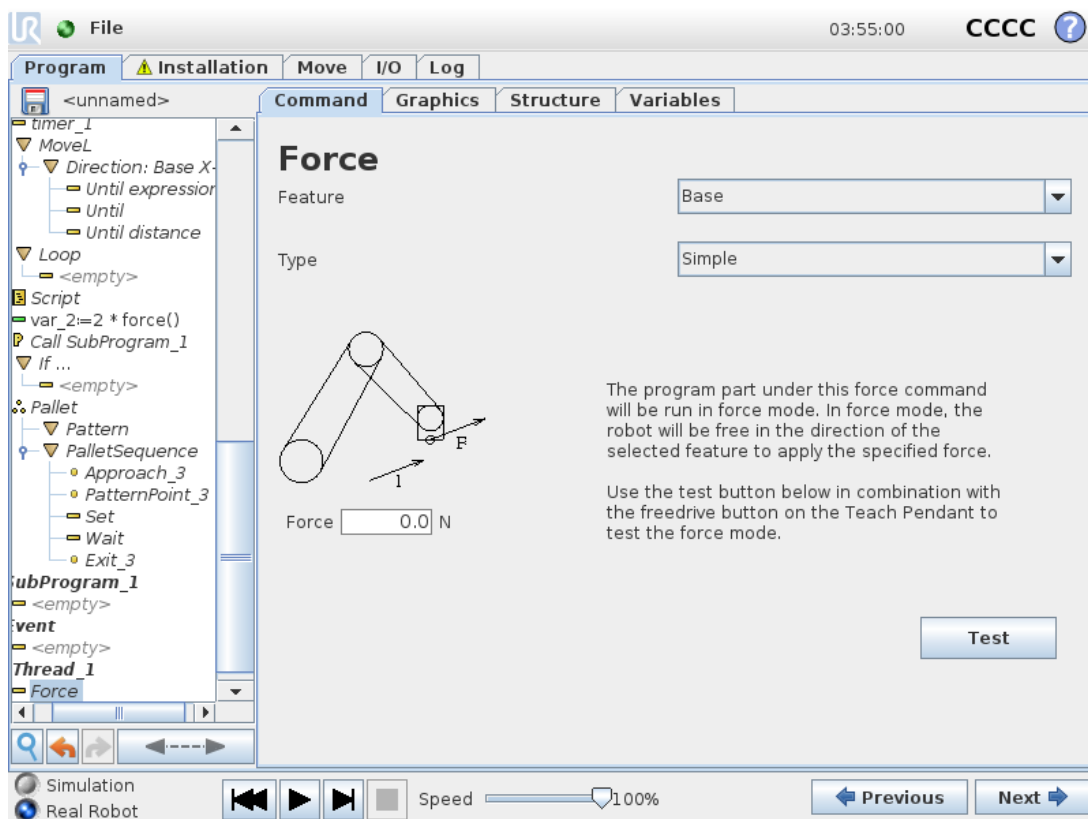 UR File 03:55:00 CCCC ?
Program Installation Move I/O Log
<unnamed>
Command Graphics Structure Variables
timer_1
MoveL
Direction: Base X-
Until expression
Until
Until distance
Loop
<empty>
Script
var_2:=2 * force()
Call SubProgram_1
If ...
<empty>
Pallet
Pattern
PalletSequence
Approach_3
PatternPoint_3
Set
Wait
Exit_3
SubProgram_1
<empty>
Event
<empty>
Thread_1
Force
Force
Feature Base
Type Simple
F
1
Force 0.0 N
The program part under this force command
will be run in force mode. In force mode, the
robot will be free in the direction of the
selected feature to apply the specified force.
Use the test button below in combination with
the freedrive button on the Teach Pendant to
test the force mode.
Test
Simulation
Real Robot
Speed 100%
Previous Next